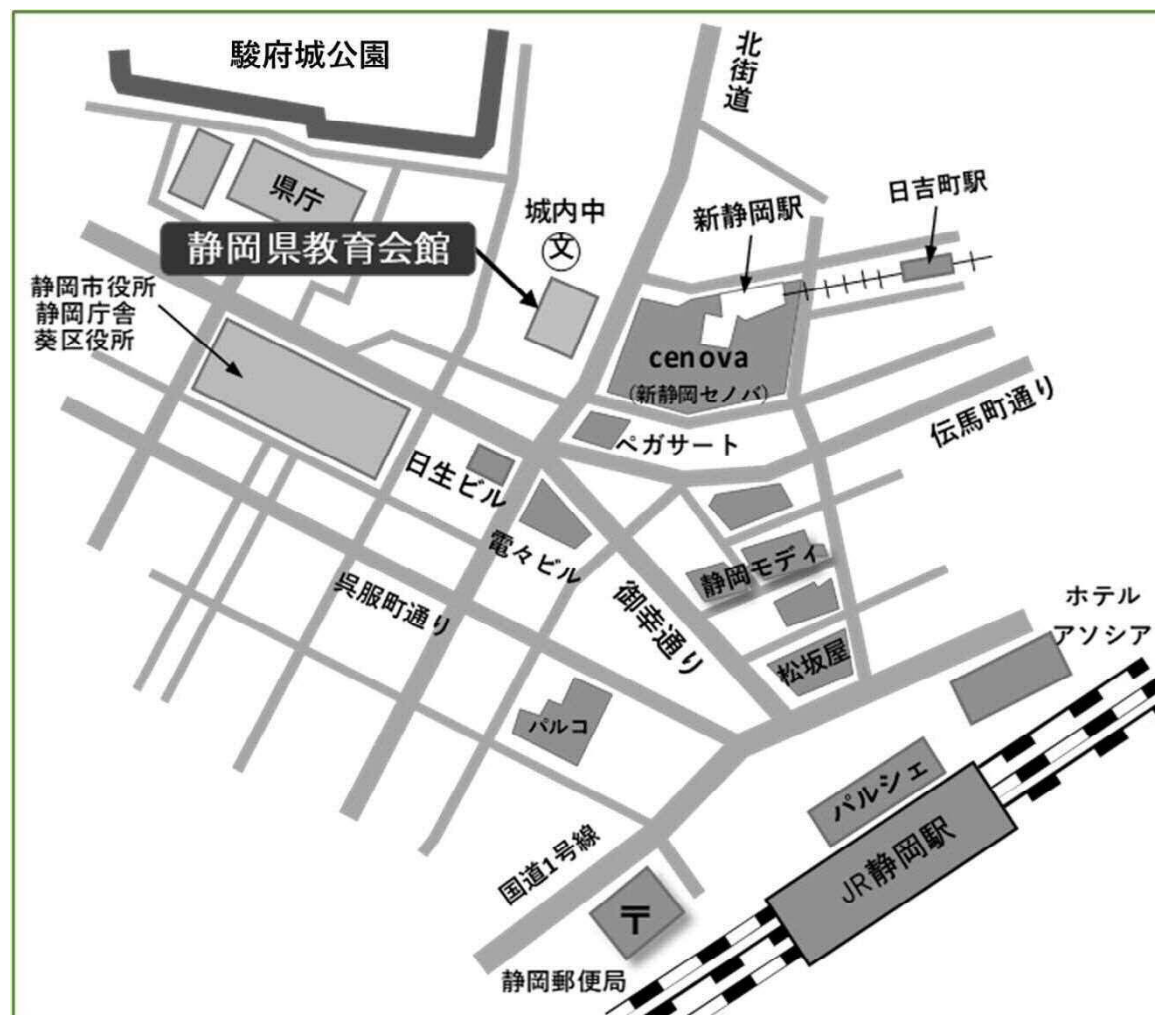 駿府城公園
北街道
県庁
城内中
文
新静岡駅
日吉町駅
静岡県教育会館
静岡市役所
静岡庁舎
葵区役所
cenova
(新静岡セノバ)
ペガサート
伝馬町通り
日生ビル
電々ビル
静岡モディ
呉服町通り
御幸通り
松坂屋
ホテル
アソシア
パルコ
パルシェ
JR静岡駅
国道1号線
〒
静岡郵便局